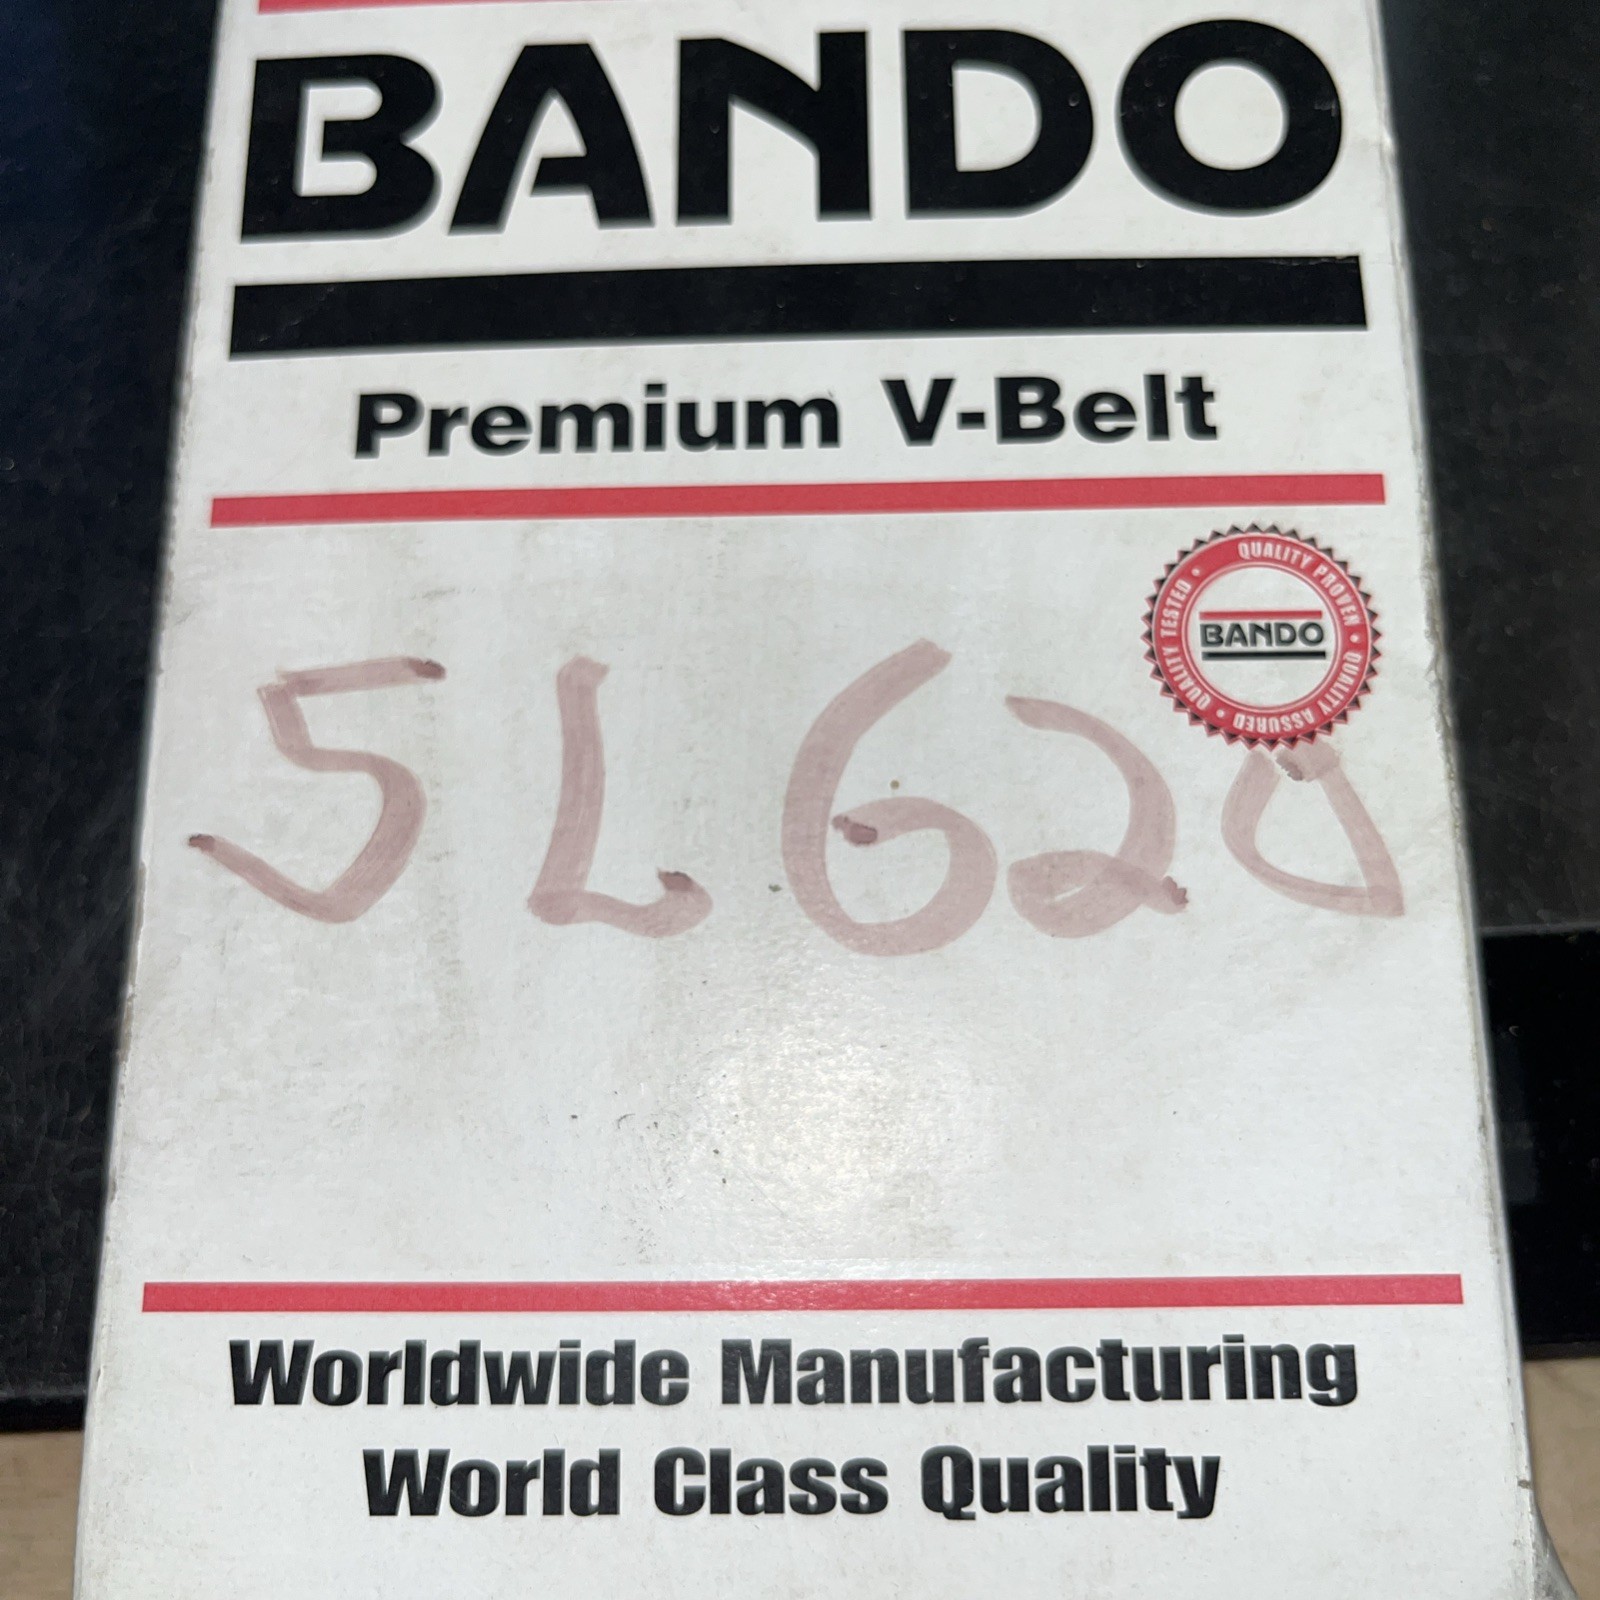 BANDO
Premium V-Belt
QUALITY PROVEN • QUALITY ASSURED • QUALITY TESTED •
BANDO
5L620
Worldwide Manufacturing
World Class Quality